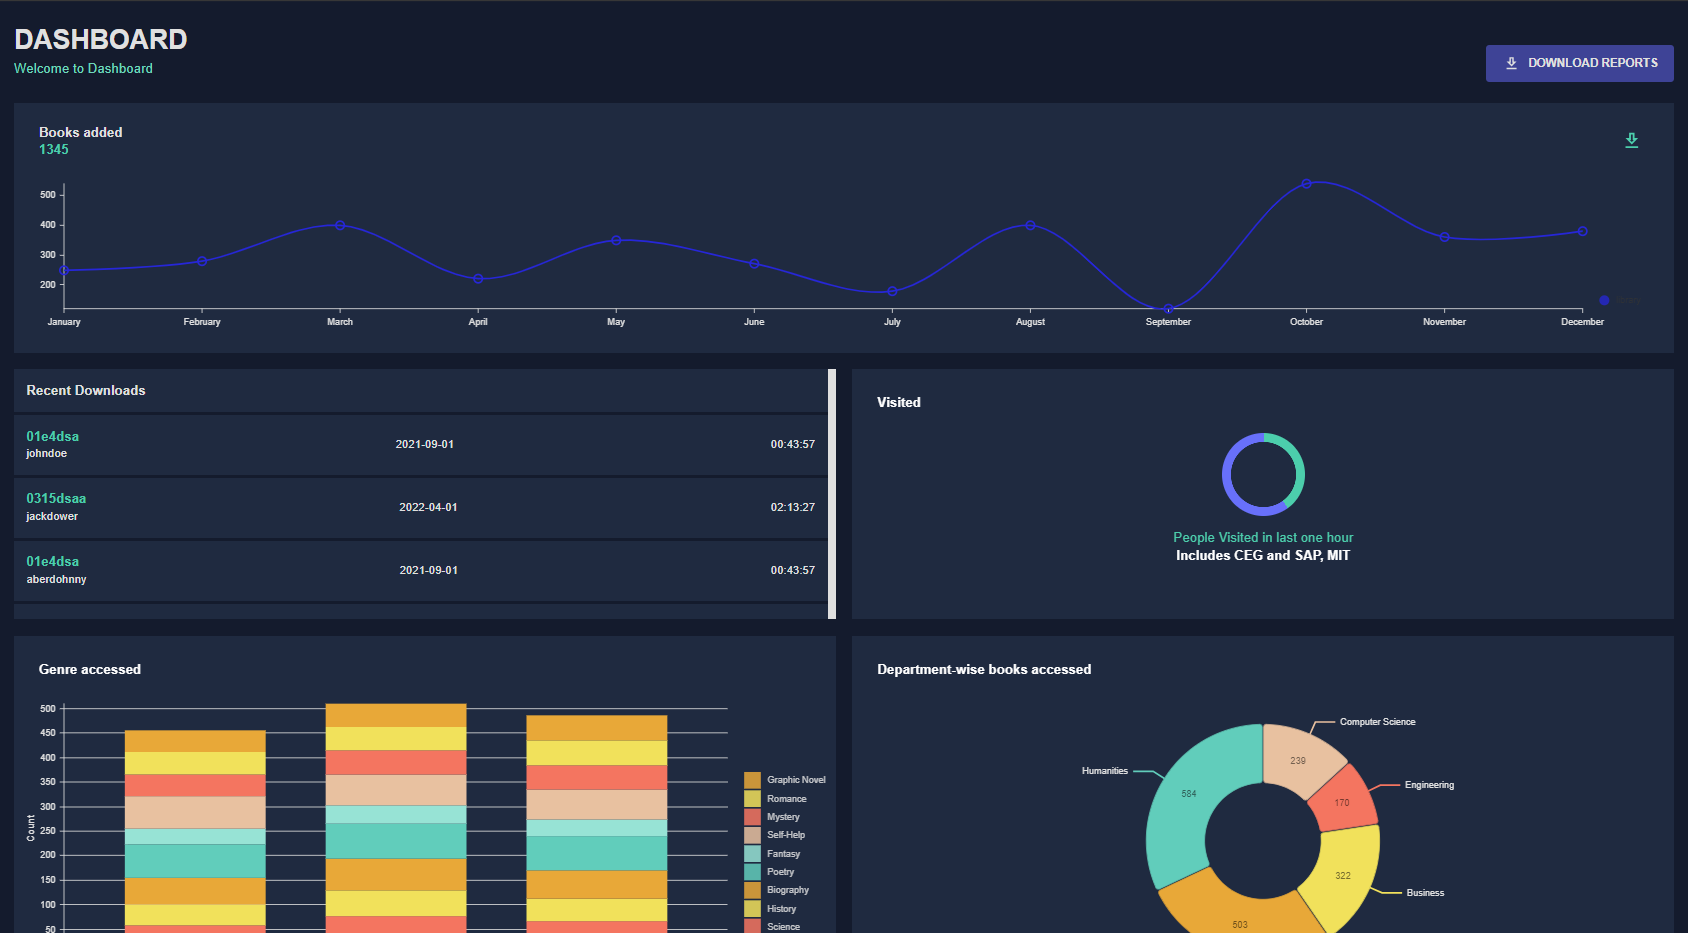 DASHBOARD
Welcome to Dashboard
DOWNLOAD REPORTS
Books added
1345
500
400
300
200
January February March April May June July August September October November December
Recent Downloads
01e4dsa
johndoe
2021-09-01
00:43:57
0315dsaa
jackdower
2022-04-01
02:13:27
01e4dsa
aberdohnny
2021-09-01
00:43:57
Visited
People Visited in last one hour
Includes CEG and SAP, MIT
Genre accessed
500
450
400
350
300
250
200
150
100
50
Count
Graphic Novel
Romance
Mystery
Self-Help
Fantasy
Poetry
Biography
History
Science
Department-wise books accessed
Computer Science
239
Engineering
170
Humanities
584
322
Business
503